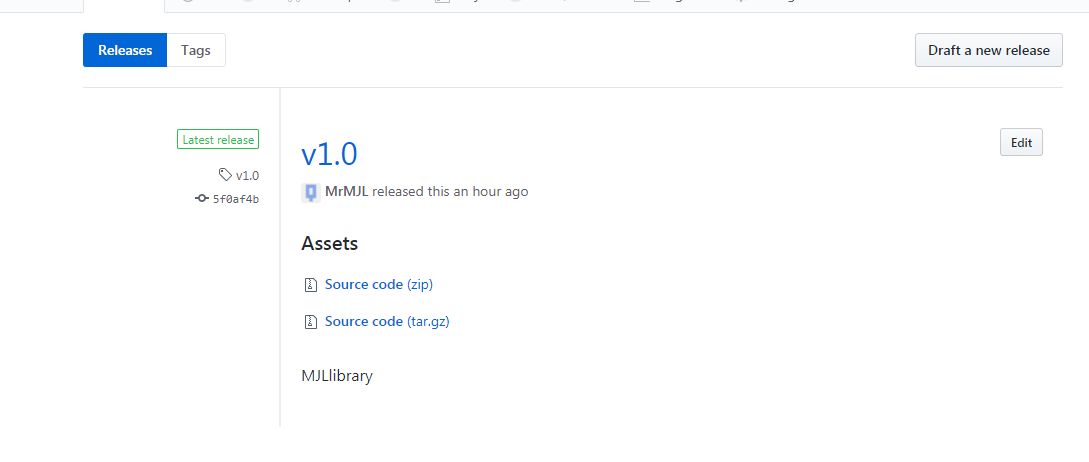 Releases Tags Draft a new release
Latest release
v1.0 Edit
v1.0
5f0af4b
MrMJL released this an hour ago
Assets
Source code (zip)
Source code (tar.gz)
MJLlibrary